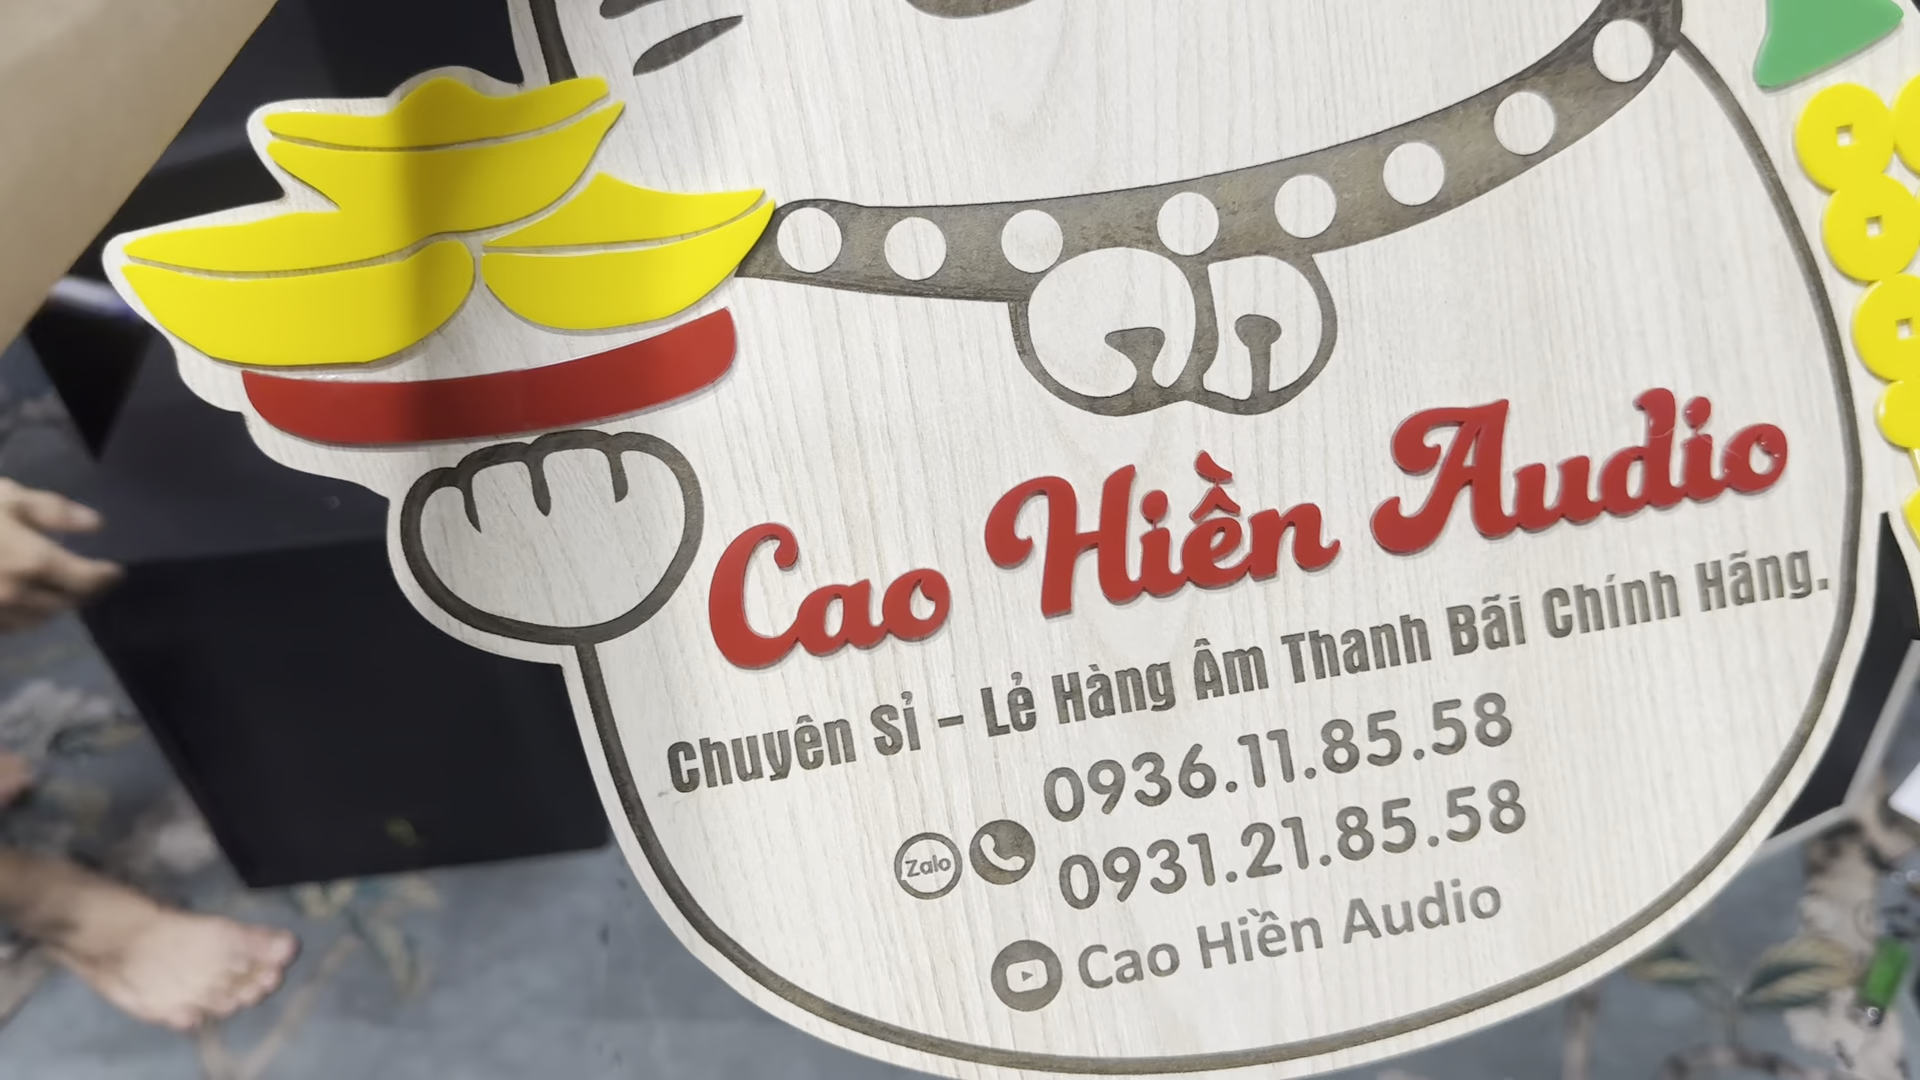 Cao Hiền Audio
Chuyên Sỉ - Lẻ Hàng Âm Thanh Bãi Chính Hãng.
0936.11.85.58
Zalo 0931.21.85.58
Cao Hiền Audio